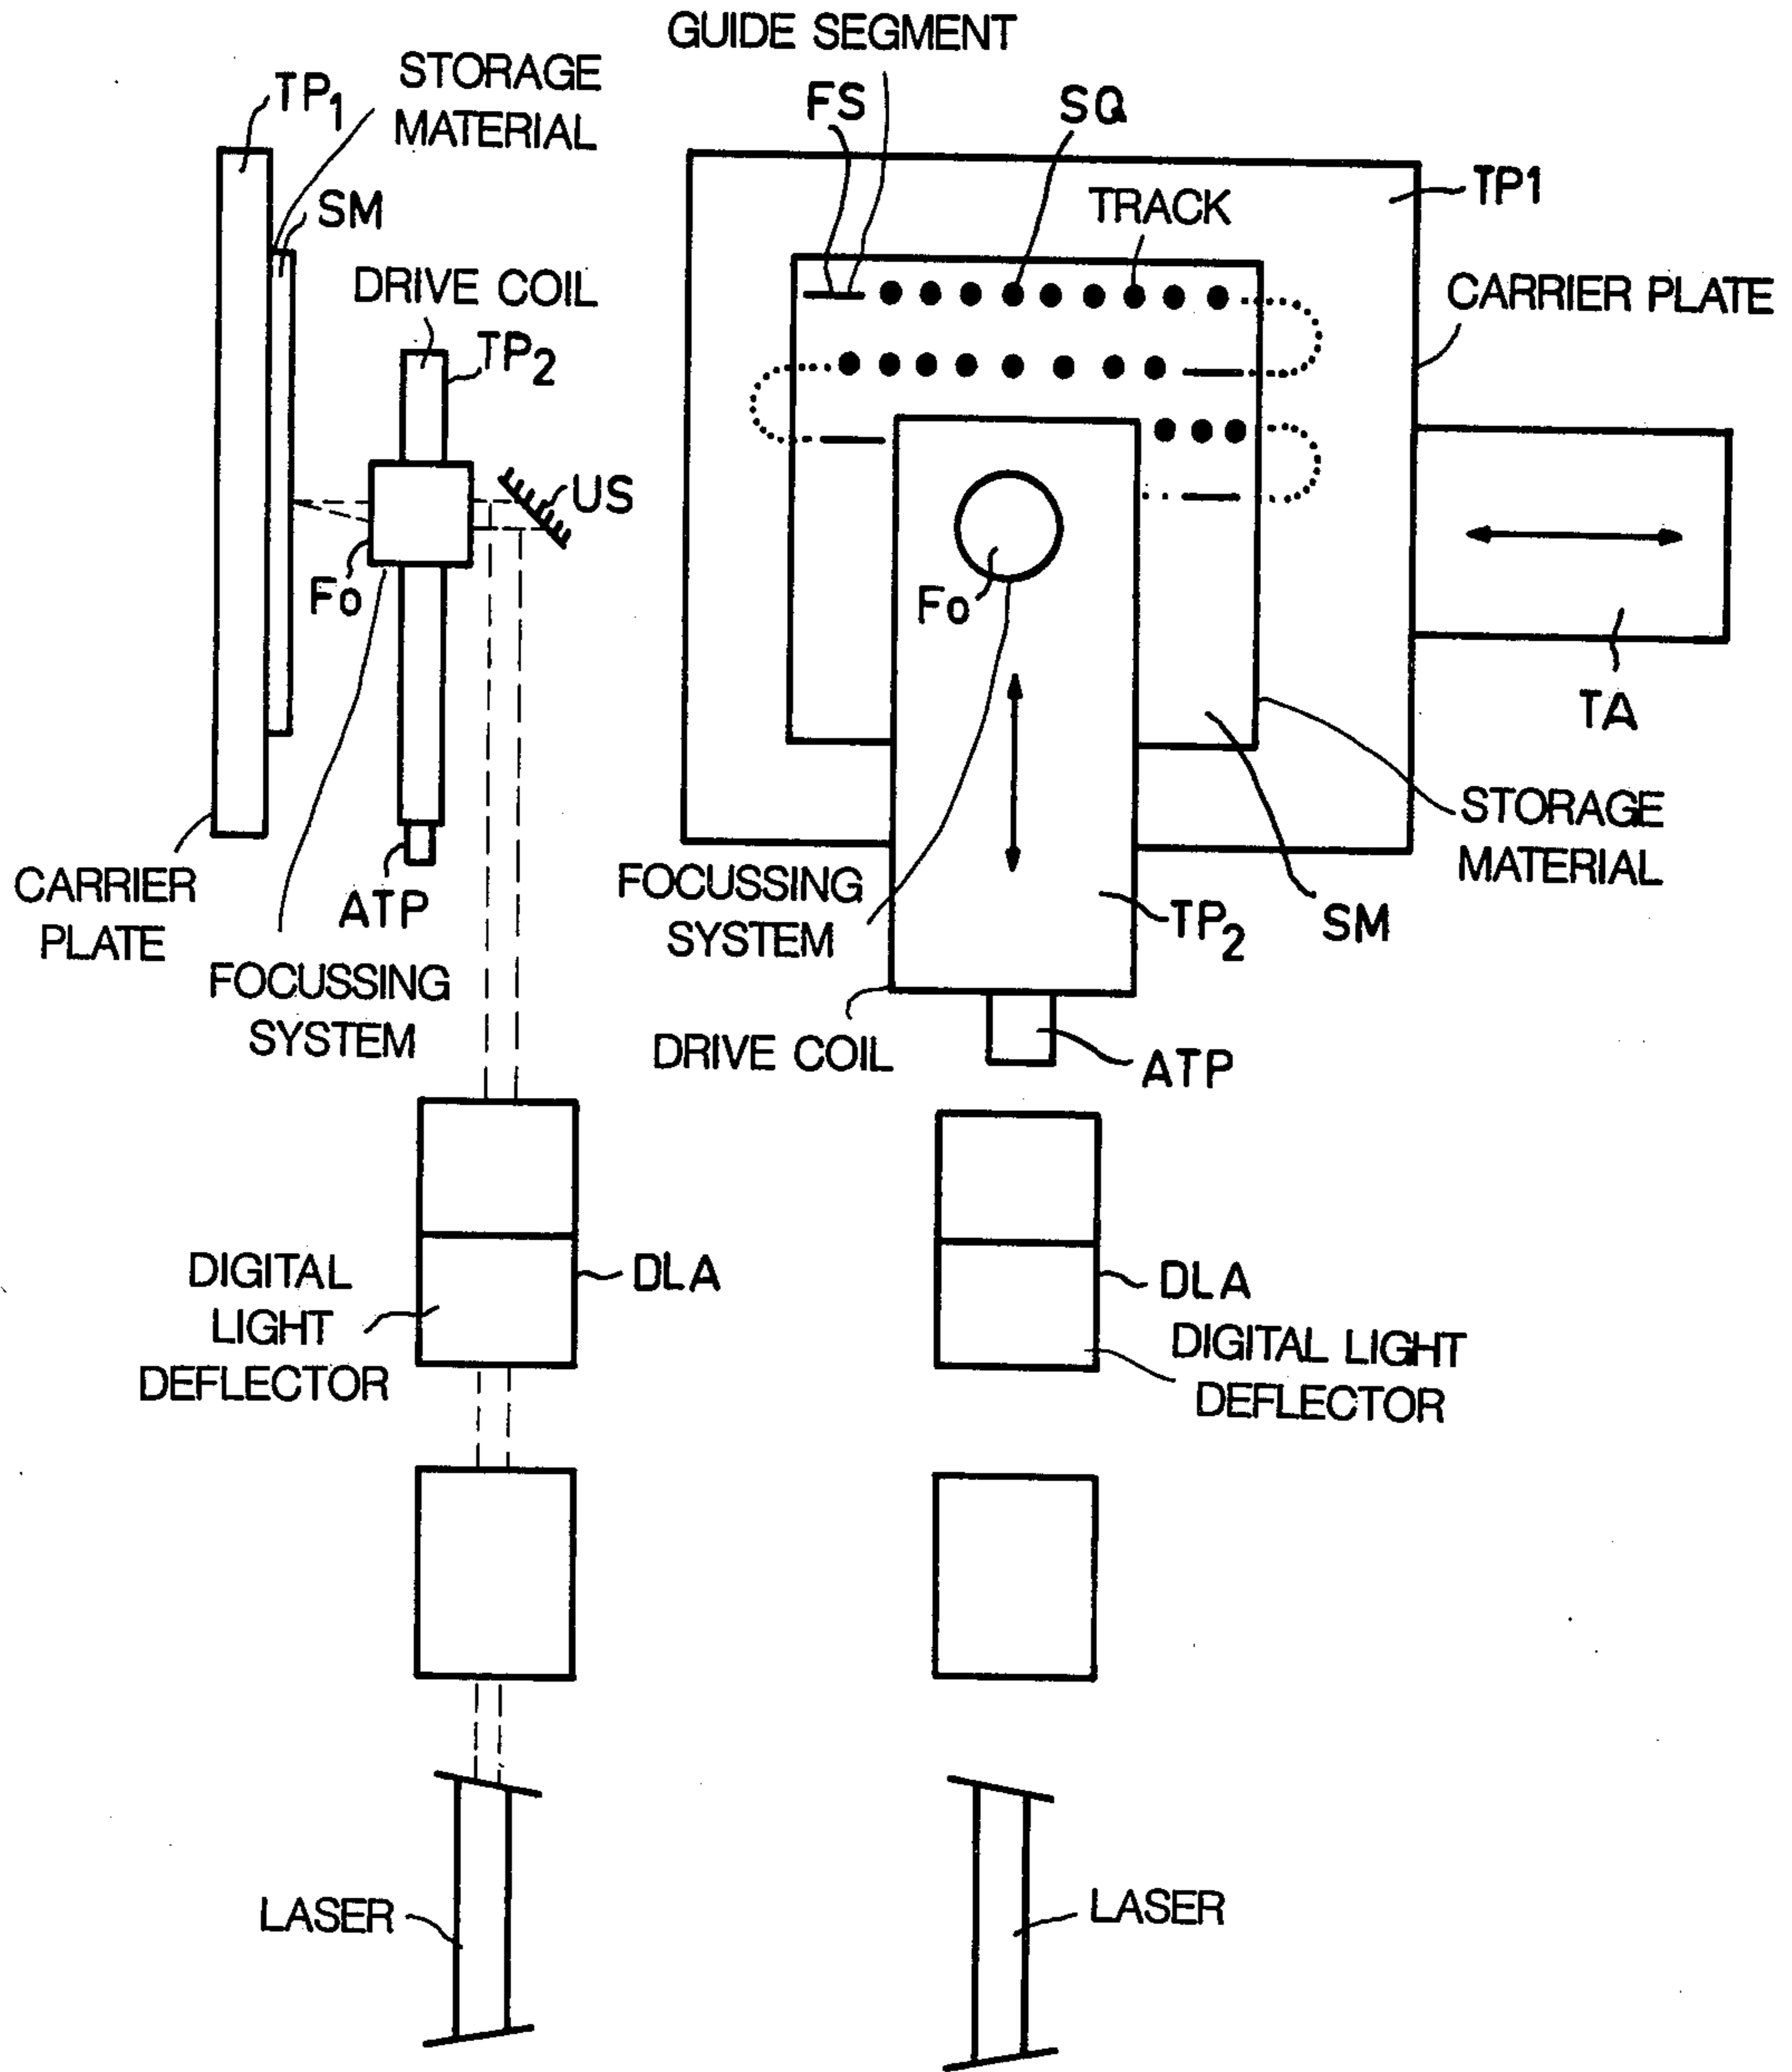 GUIDE SEGMENT
TP1
STORAGE
MATERIAL
SM
DRIVE COIL
TP2
US
Fo
ATP
CARRIER
PLATE
FOCUSSING
SYSTEM
FS
SQ
TRACK
TP1
CARRIER PLATE
Fo
TA
STORAGE
MATERIAL
SM
FOCUSSING
SYSTEM
TP2
DRIVE COIL
ATP
DIGITAL
LIGHT
DEFLECTOR
DLA
DLA
DIGITAL LIGHT
DEFLECTOR
LASER
LASER